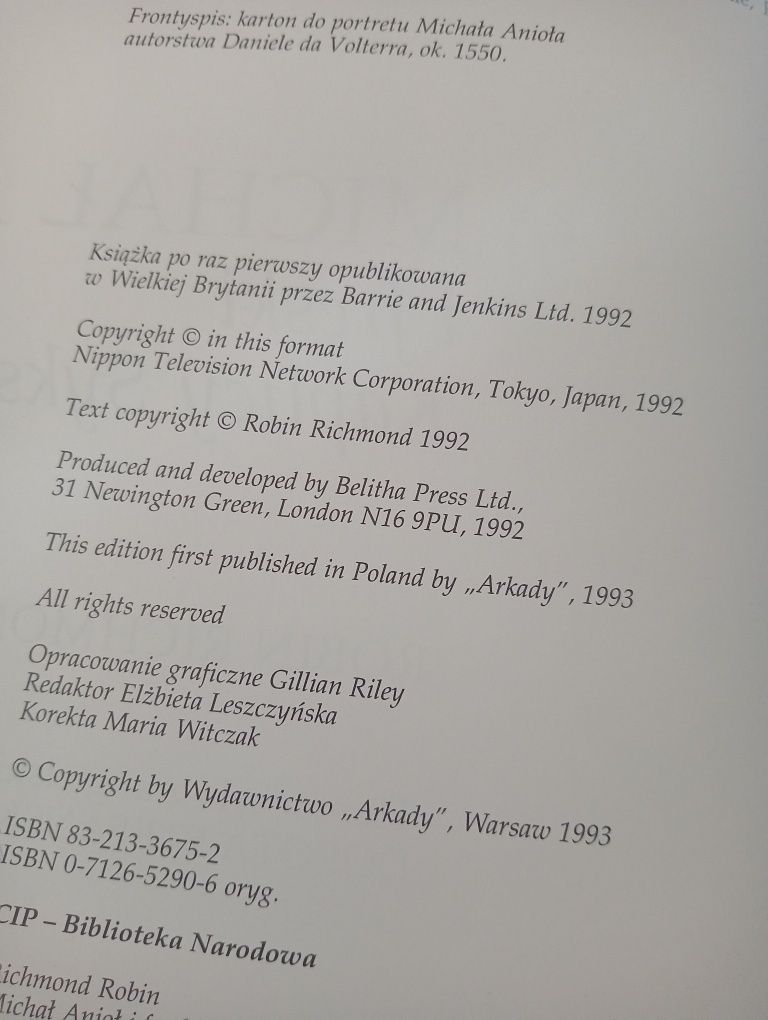 Frontyspis: karton do portretu Michała Anioła
autorstwa Daniele da Volterra, ok. 1550.
Książka po raz pierwszy opublikowana
w Wielkiej Brytanii przez Barrie and Jenkins Ltd. 1992
Copyright © in this format
Nippon Television Network Corporation, Tokyo, Japan, 1992
Text copyright © Robin Richmond 1992
Produced and developed by Belitha Press Ltd.,
31 Newington Green, London N16 9PU, 1992
This edition first published in Poland by „Arkady”, 1993
All rights reserved
Opracowanie graficzne Gillian Riley
Redaktor Elżbieta Leszczyńska
Korekta Maria Witczak
© Copyright by Wydawnictwo „Arkady”, Warsaw 1993
ISBN 83-213-3675-2
ISBN 0-7126-5290-6 oryg.
CIP – Biblioteka Narodowa
Richmond Robin
Michał Anioł i